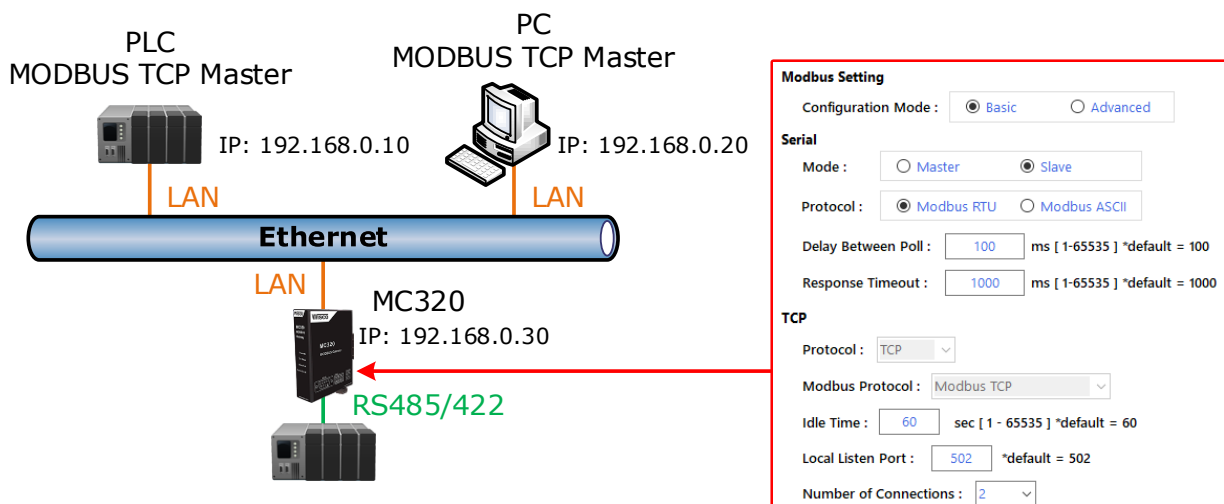 PLC
MODBUS TCP Master
IP: 192.168.0.10
LAN
PC
MODBUS TCP Master
IP: 192.168.0.20
LAN
Ethernet
LAN
MC320
IP: 192.168.0.30
MC320
RS485/422
Modbus Setting
Configuration Mode : Basic Advanced
Serial
Mode : Master Slave
Protocol : Modbus RTU Modbus ASCII
Delay Between Poll : 100 ms [ 1-65535 ] *default = 100
Response Timeout : 1000 ms [ 1-65535 ] *default = 1000
TCP
Protocol : TCP
Modbus Protocol : Modbus TCP
Idle Time : 60 sec [ 1 - 65535 ] *default = 60
Local Listen Port : 502 *default = 502
Number of Connections : 2